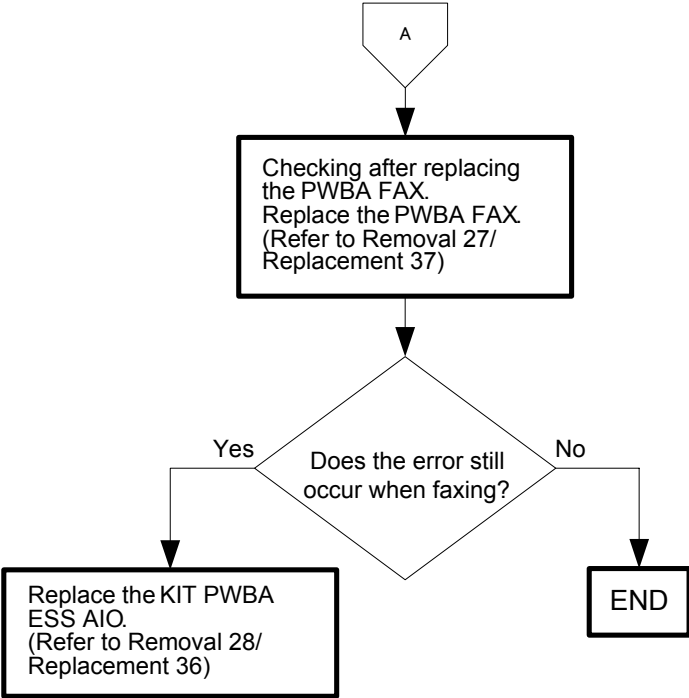 A
Checking after replacing
the PWBA FAX.
Replace the PWBA FAX.
(Refer to Removal 27/
Replacement 37)
Yes
No
Does the error still
occur when faxing?
Replace the KIT PWBA
ESS AIO.
(Refer to Removal 28/
Replacement 36)
END